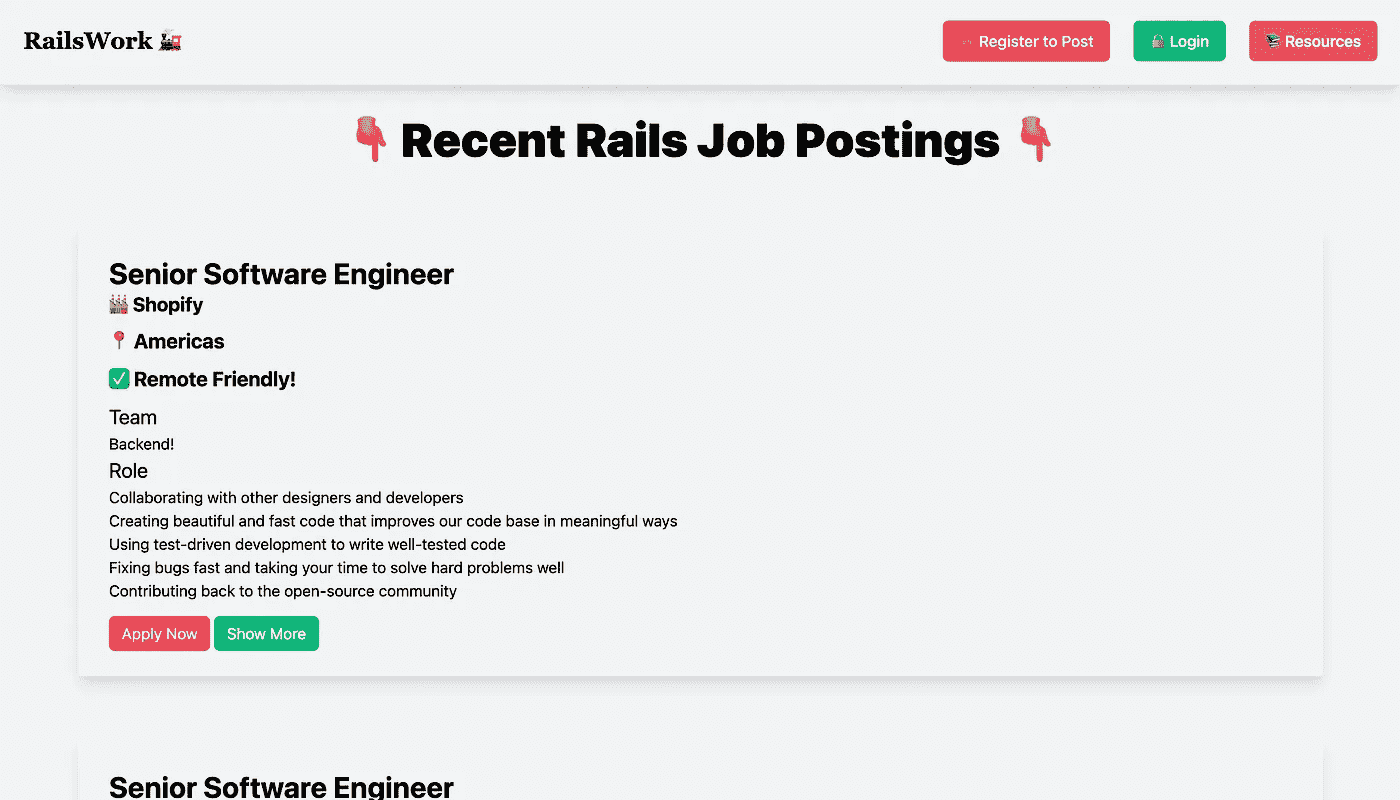 RailsWork
Register to Post
Login
Resources
Recent Rails Job Postings
Senior Software Engineer
Shopify
Americas
Remote Friendly!
Team
Backend!
Role
Collaborating with other designers and developers
Creating beautiful and fast code that improves our code base in meaningful ways
Using test-driven development to write well-tested code
Fixing bugs fast and taking your time to solve hard problems well
Contributing back to the open-source community
Apply Now
Show More
Senior Software Engineer